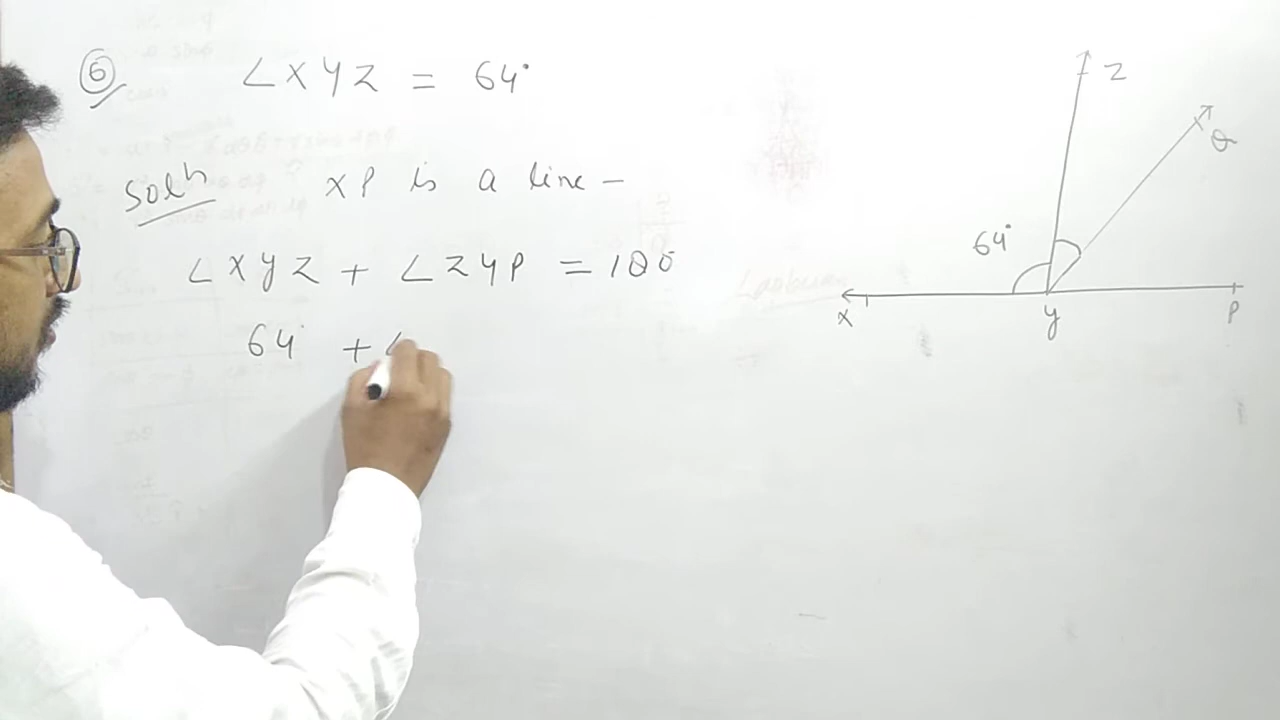 6
∠XYZ = 64°
Solⁿ XP is a line -
∠XYZ + ∠ZYP = 180°
64° + ∠
Z
Q
64°
X
Y
P